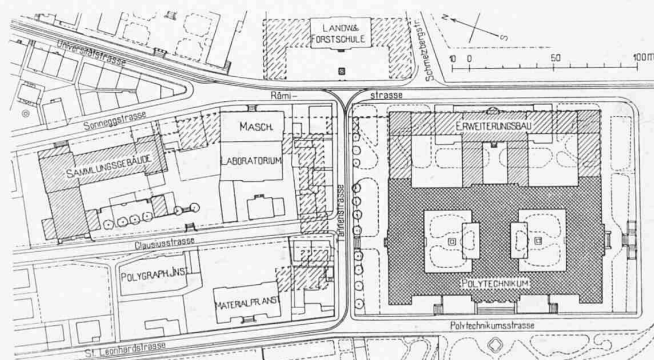 LANDW.&
FORSTSCHULE
Schmelzbergstr.
N
S
10 0 50 100 m
Universitätstrasse
Rämi-strasse
Sonneggstrasse
MASCH.
LABORATORIUM
ERWEITERUNGSBAU
SAMMLUNGSGEBÄUDE
Tannenstrasse
Clausiusstrasse
POLYGRAPH.INST.
MATERIALPR.ANST.
POLYTECHNIKUM
St. Leonhardstrasse
Polytechnikumsstrasse